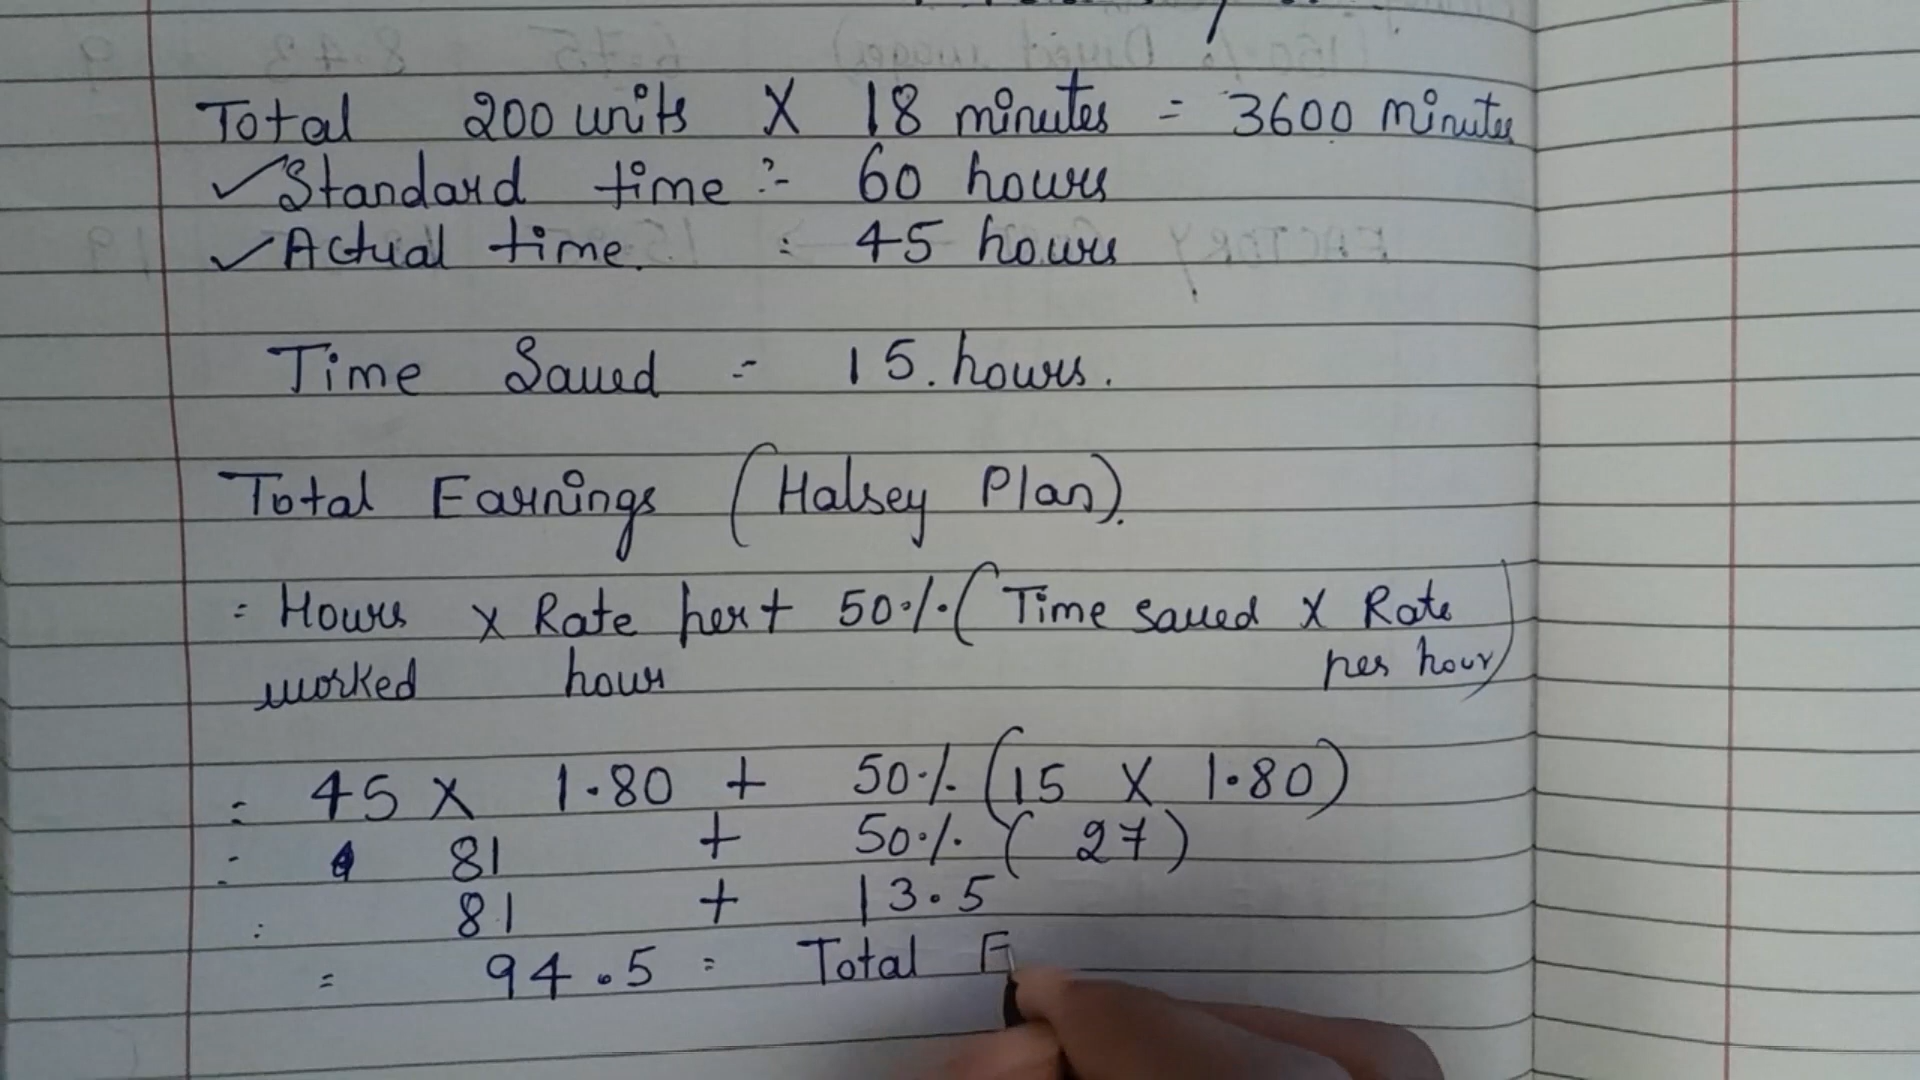 Total 200 units X 18 minutes = 3600 minutes
✓Standard time :- 60 hours
✓Actual time. : 45 hours
Time Saved = 15. hours.
Total Earnings (Halsey Plan).
= Hours x Rate per + 50% (Time saved X Rate
worked hour per hour)
= 45 X 1.80 + 50% (15 X 1.80)
= 81 + 50% (27)
: 81 + 13.5
= 94.5 = Total E